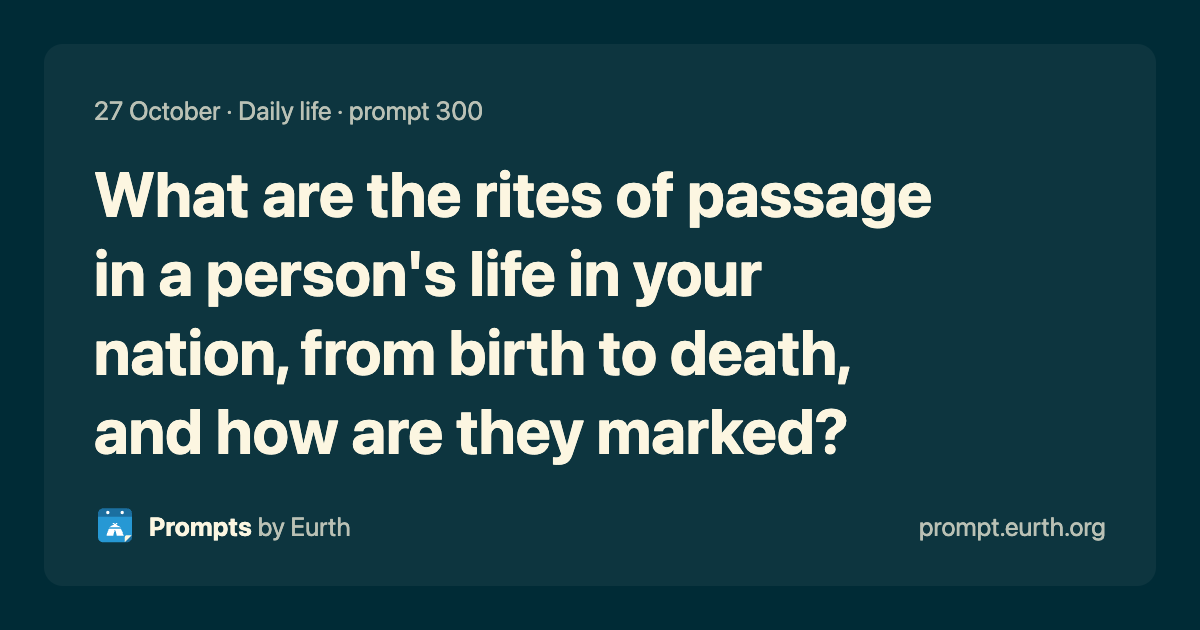 27 October · Daily life · prompt 300
What are the rites of passage
in a person's life in your
nation, from birth to death,
and how are they marked?
Prompts by Eurth
prompt.eurth.org